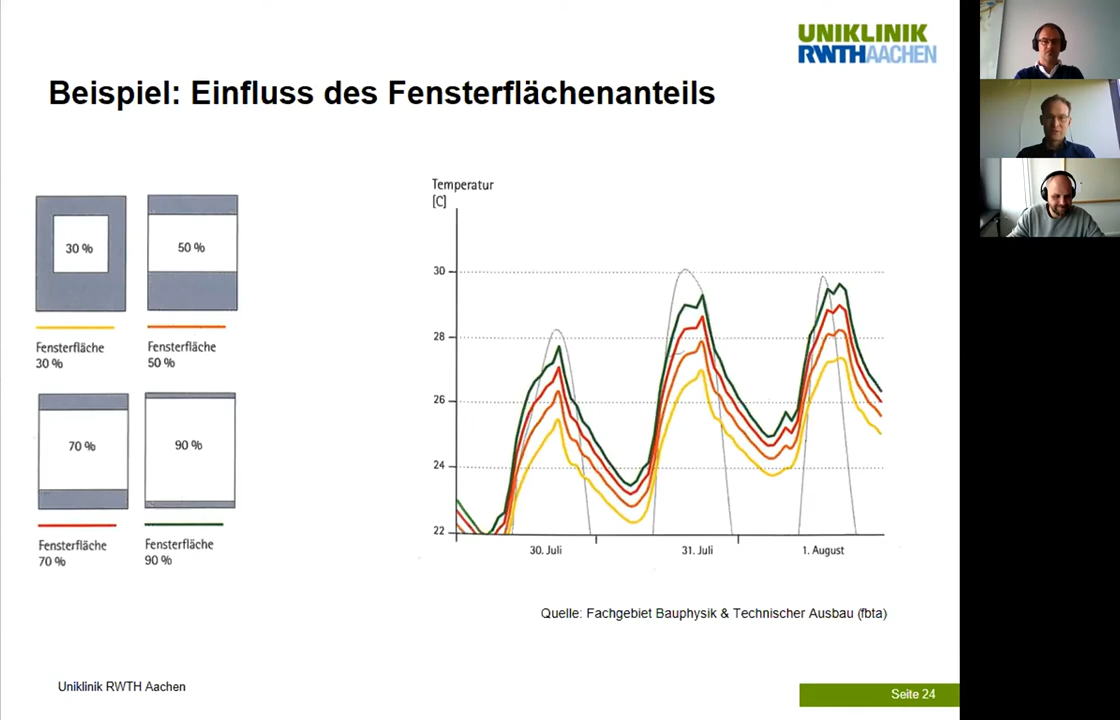 UNIKLINIK
RWTHAACHEN
Beispiel: Einfluss des Fensterflächenanteils
30 %
50 %
Fensterfläche
30 %
Fensterfläche
50 %
70 %
90 %
Fensterfläche
70 %
Fensterfläche
90 %
Temperatur
[C]
30
28
26
24
22
30. Juli
31. Juli
1. August
Quelle: Fachgebiet Bauphysik & Technischer Ausbau (fbta)
Uniklinik RWTH Aachen
Seite 24